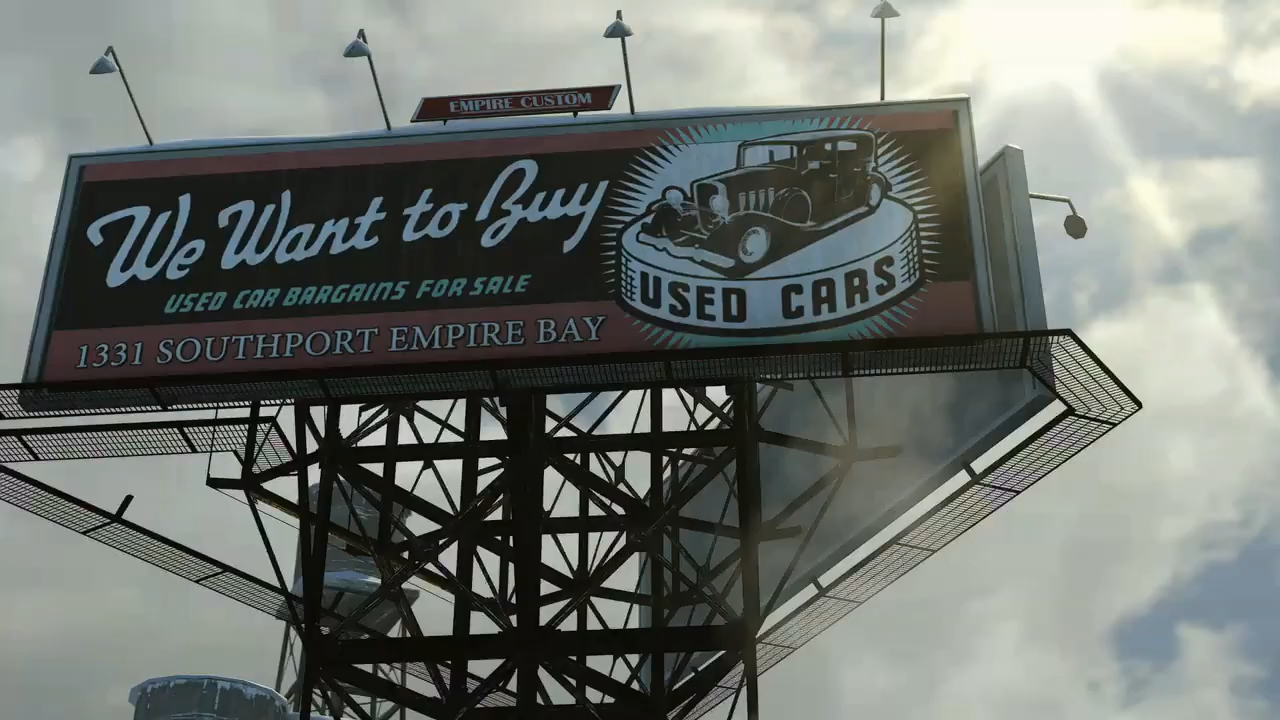 EMPIRE CUSTOM
We Want to Buy
USED CAR BARGAINS FOR SALE
1331 SOUTHPORT EMPIRE BAY
USED CARS